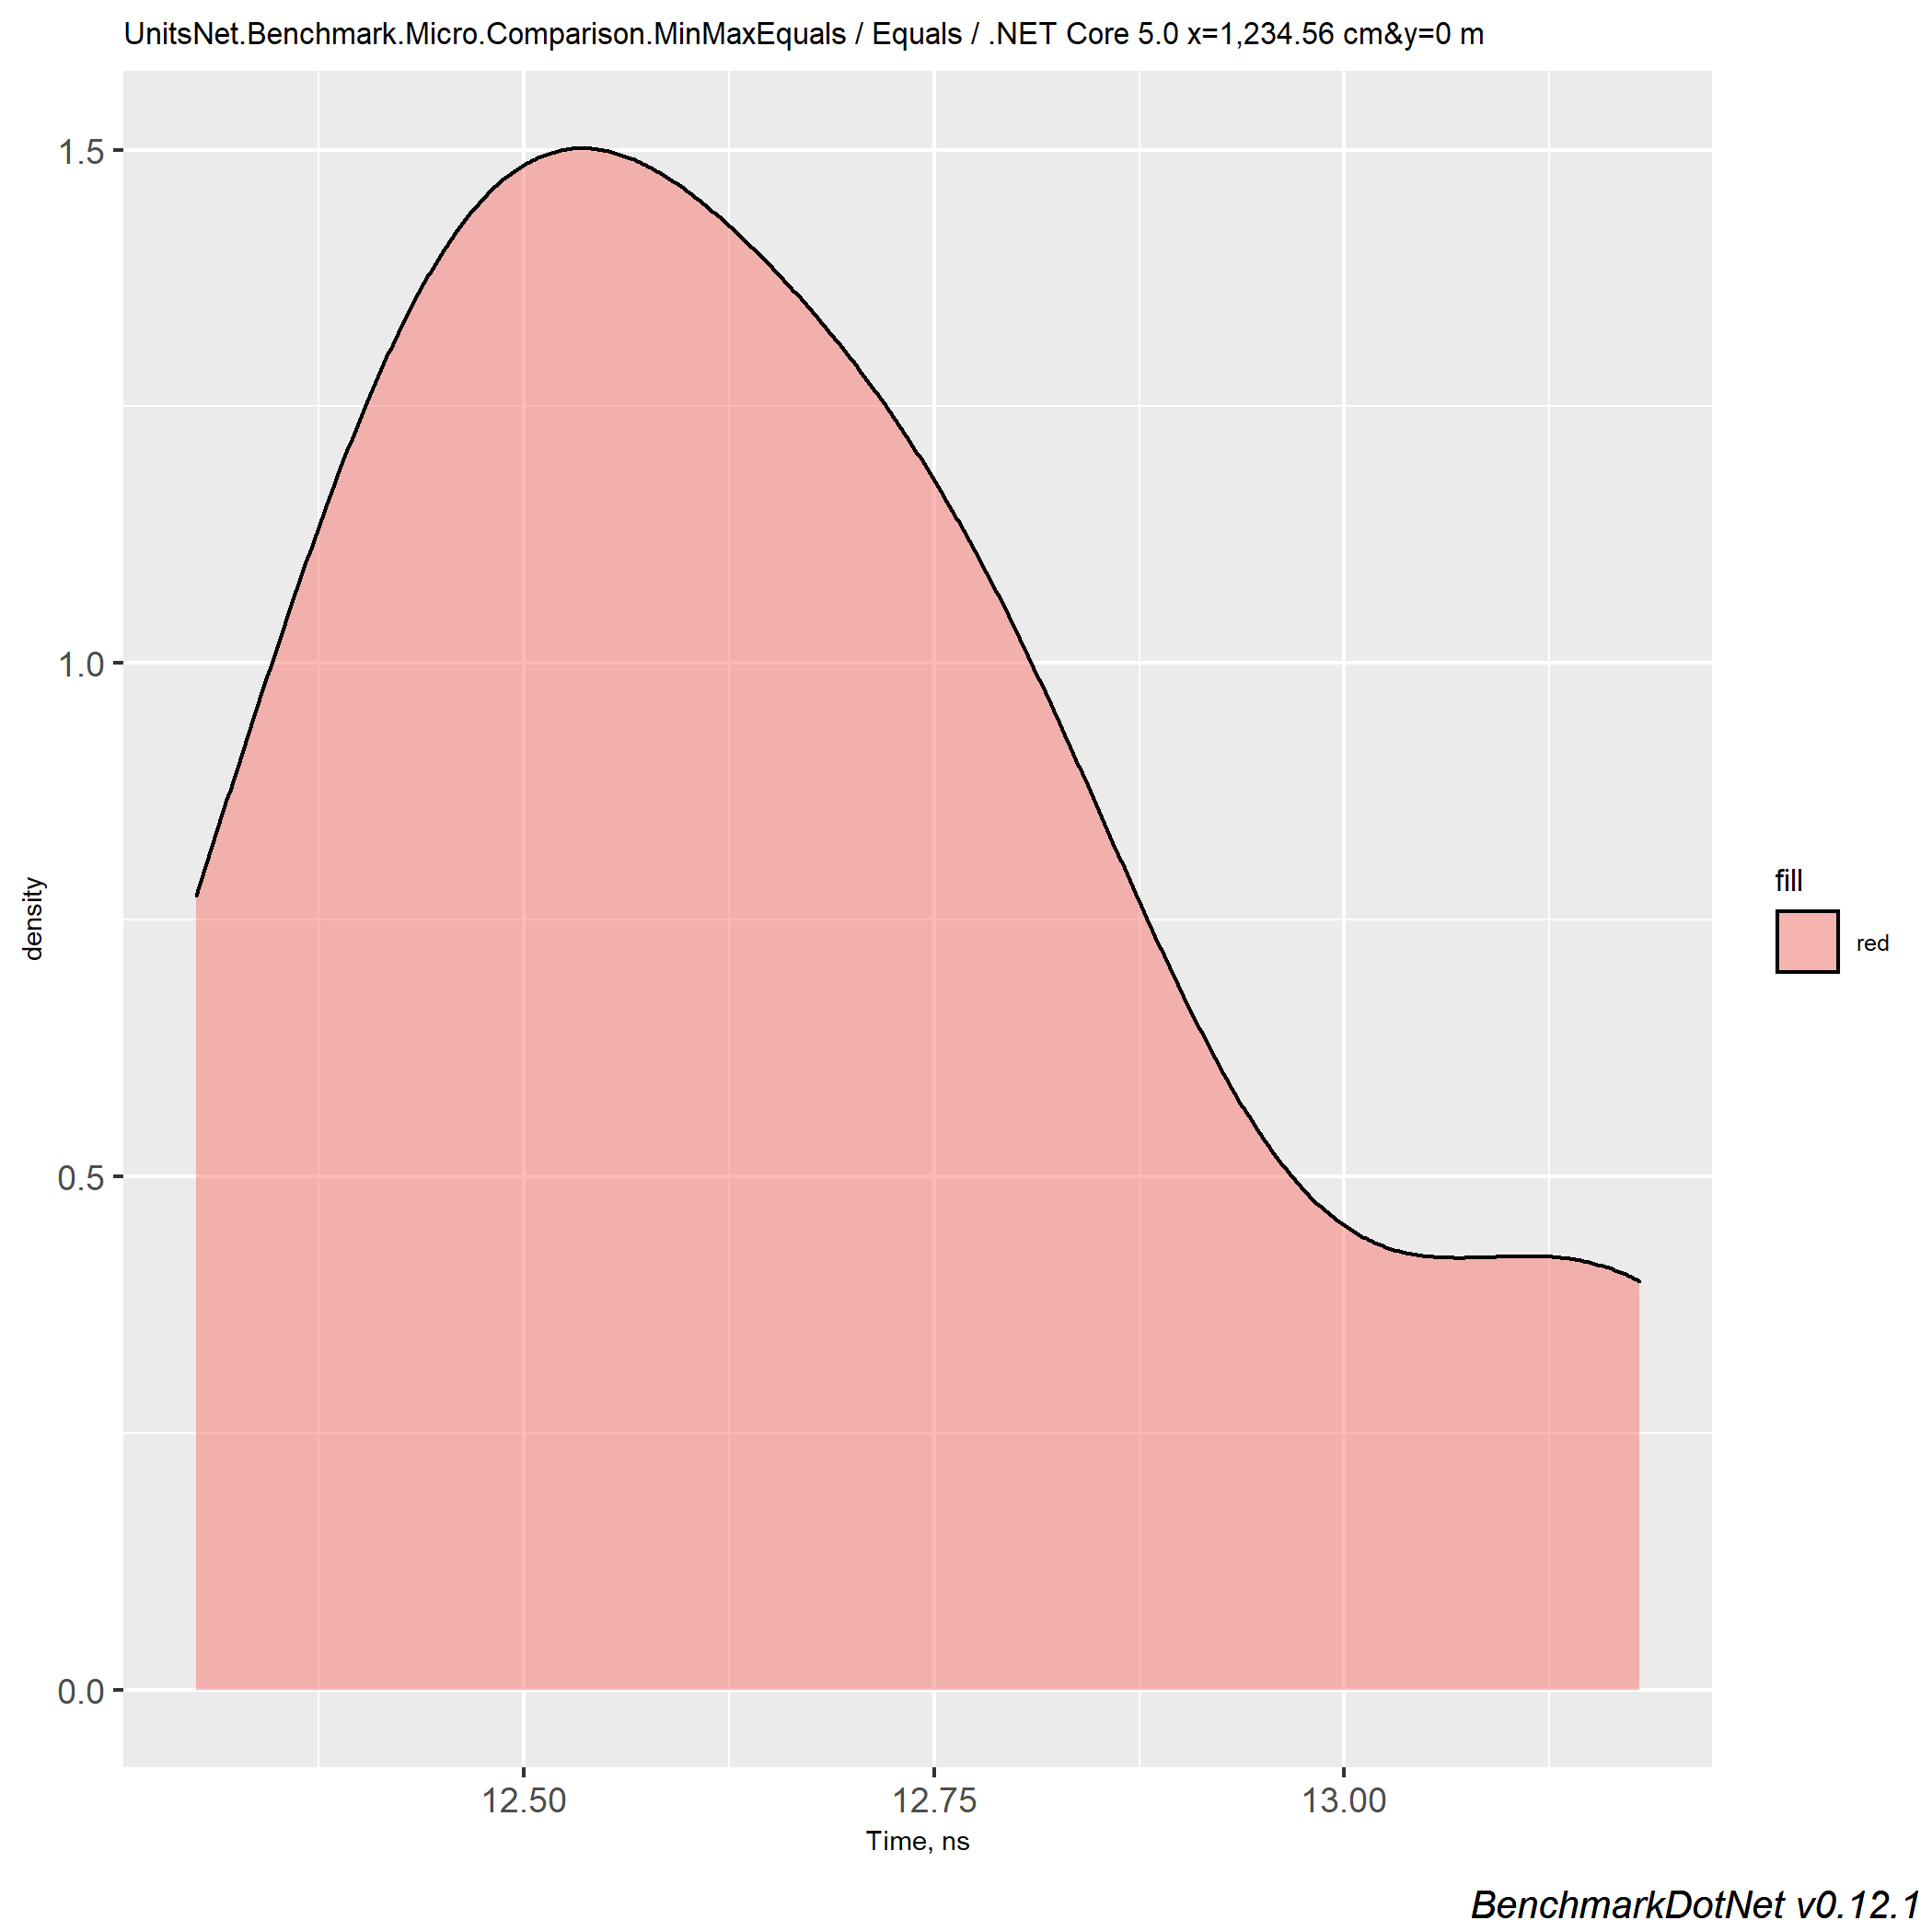 UnitsNet.Benchmark.Micro.Comparison.MinMaxEquals / Equals / .NET Core 5.0 x=1,234.56 cm&y=0 m
1.5
1.0
0.5
0.0
density
12.50 12.75 13.00
Time, ns
fill
red
BenchmarkDotNet v0.12.1